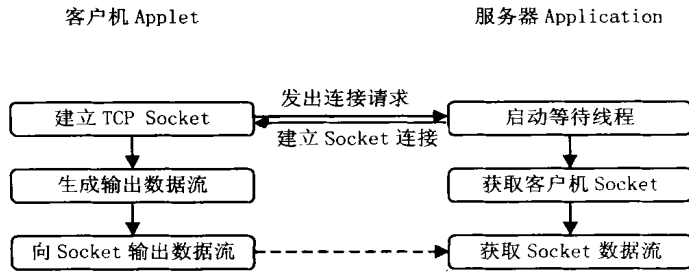 客户机 Applet
服务器 Application
发出连接请求
建立 TCP Socket
启动等待线程
建立 Socket 连接
生成输出数据流
获取客户机 Socket
向 Socket 输出数据流
获取 Socket 数据流